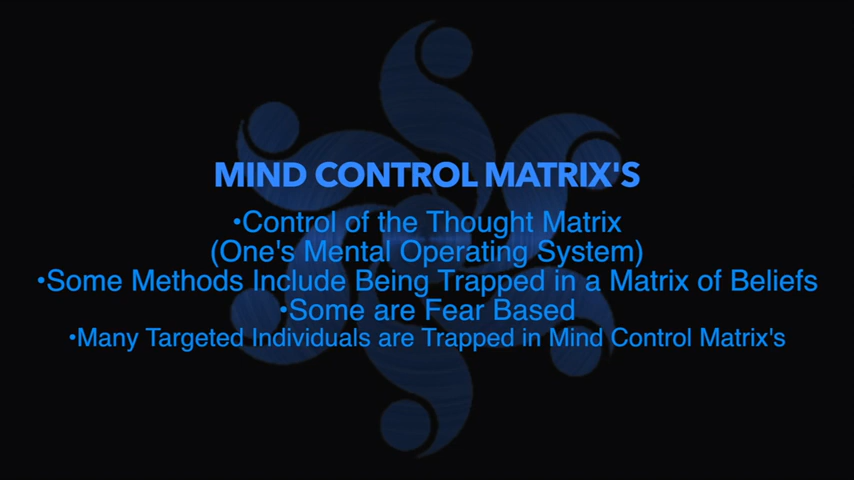 MIND CONTROL MATRIX'S
•Control of the Thought Matrix
(One's Mental Operating System)
•Some Methods Include Being Trapped in a Matrix of Beliefs
•Some are Fear Based
•Many Targeted Individuals are Trapped in Mind Control Matrix's